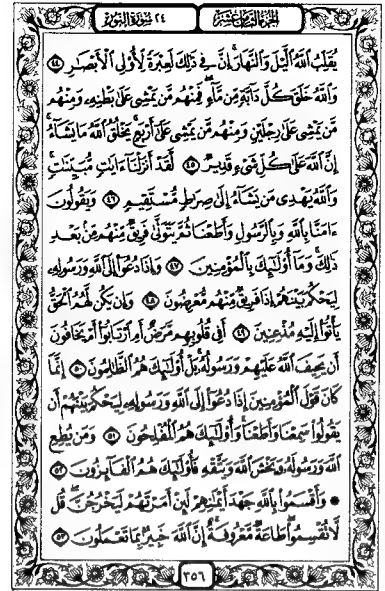 الجزء الثامن عشر ٢٤ سورة النور
يُقَلِّبُ ٱللَّهُ ٱلَّيۡلَ وَٱلنَّهَارَۚ إِنَّ فِي ذَٰلِكَ لَعِبۡرَةٗ لِّأُوْلِي ٱلۡأَبۡصَٰرِ ٤٤
وَٱللَّهُ خَلَقَ كُلَّ دَآبَّةٖ مِّن مَّآءٖۖ فَمِنۡهُم مَّن يَمۡشِي عَلَىٰ بَطۡنِهِۦ وَمِنۡهُم
مَّن يَمۡشِي عَلَىٰ رِجۡلَيۡنِ وَمِنۡهُم مَّن يَمۡشِي عَلَىٰٓ أَرۡبَعٖۚ يَخۡلُقُ ٱللَّهُ مَا يَشَآءُۚ
إِنَّ ٱللَّهَ عَلَىٰ كُلِّ شَيۡءٖ قَدِيرٞ ٤٥ لَّقَدۡ أَنزَلۡنَآ ءَايَٰتٖ مُّبَيِّنَٰتٖۚ
وَٱللَّهُ يَهۡدِي مَن يَشَآءُ إِلَىٰ صِرَٰطٖ مُّسۡتَقِيمٖ ٤٦ وَيَقُولُونَ
ءَامَنَّا بِٱللَّهِ وَبِٱلرَّسُولِ وَأَطَعۡنَا ثُمَّ يَتَوَلَّىٰ فَرِيقٞ مِّنۡهُم مِّنۢ بَعۡدِ
ذَٰلِكَۚ وَمَآ أُوْلَٰٓئِكَ بِٱلۡمُؤۡمِنِينَ ٤٧ وَإِذَا دُعُوٓاْ إِلَى ٱللَّهِ وَرَسُولِهِۦ
لِيَحۡكُمَ بَيۡنَهُمۡ إِذَا فَرِيقٞ مِّنۡهُم مُّعۡرِضُونَ ٤٨ وَإِن يَكُن لَّهُمُ ٱلۡحَقُّ
يَأۡتُوٓاْ إِلَيۡهِ مُذۡعِنِينَ ٤٩ أَفِي قُلُوبِهِم مَّرَضٌ أَمِ ٱرۡتَابُوٓاْ أَمۡ يَخَافُونَ
أَن يَحِيفَ ٱللَّهُ عَلَيۡهِمۡ وَرَسُولُهُۥۚ بَلۡ أُوْلَٰٓئِكَ هُمُ ٱلظَّٰلِمُونَ ٥٠ إِنَّمَا
كَانَ قَوۡلَ ٱلۡمُؤۡمِنِينَ إِذَا دُعُوٓاْ إِلَى ٱللَّهِ وَرَسُولِهِۦ لِيَحۡكُمَ بَيۡنَهُمۡ أَن
يَقُولُواْ سَمِعۡنَا وَأَطَعۡنَاۚ وَأُوْلَٰٓئِكَ هُمُ ٱلۡمُفۡلِحُونَ ٥١ وَمَن يُطِعِ
ٱللَّهَ وَرَسُولَهُۥ وَيَخۡشَ ٱللَّهَ وَيَتَّقۡهِ فَأُوْلَٰٓئِكَ هُمُ ٱلۡفَآئِزُونَ ٥٢
۞ وَأَقۡسَمُواْ بِٱللَّهِ جَهۡدَ أَيۡمَٰنِهِمۡ لَئِنۡ أَمَرۡتَهُمۡ لَيَخۡرُجُنَّۖ قُل
لَّا تُقۡسِمُواْۖ طَاعَةٞ مَّعۡرُوفَةٌۚ إِنَّ ٱللَّهَ خَبِيرُۢ بِمَا تَعۡمَلُونَ ٥٣
٣٥٦